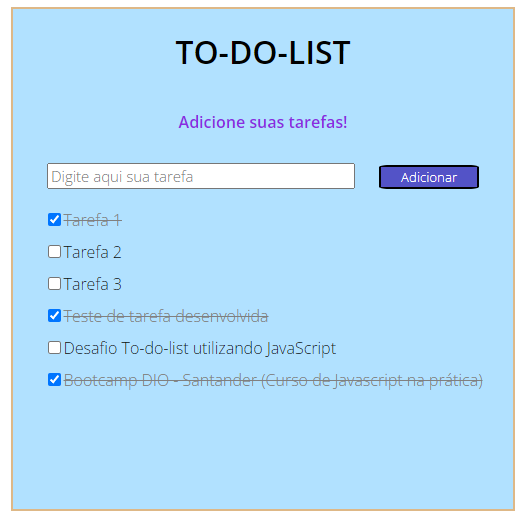 TO-DO-LIST
Adicione suas tarefas!
Digite aqui sua tarefa
Adicionar
Tarefa 1
Tarefa 2
Tarefa 3
Teste de tarefa desenvolvida
Desafio To-do-list utilizando JavaScript
Bootcamp DIO - Santander (Curso de Javascript na prática)